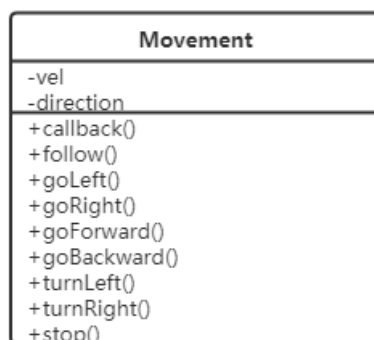 Movement
-vel
-direction
+callback()
+follow()
+goLeft()
+goRight()
+goForward()
+goBackward()
+turnLeft()
+turnRight()
+stop()